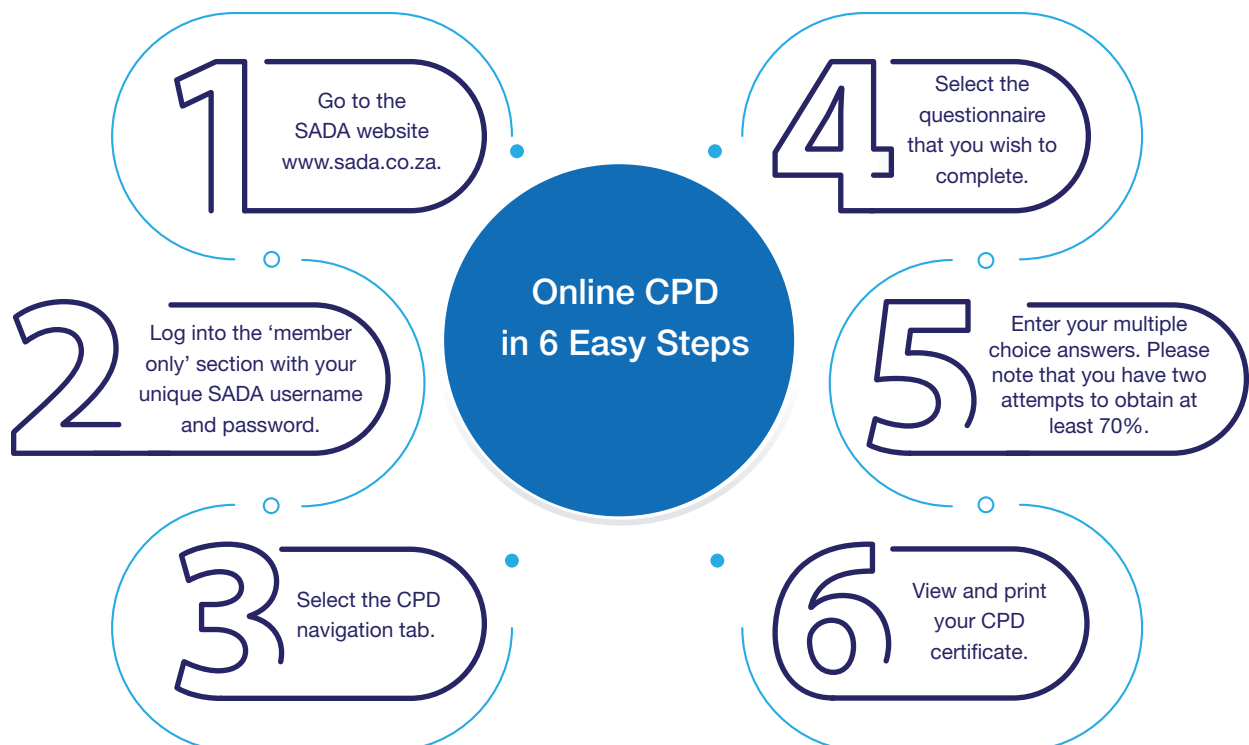 Online CPD
in 6 Easy Steps
1
Go to the
SADA website
www.sada.co.za.
2
Log into the ‘member
only’ section with your
unique SADA username
and password.
3
Select the CPD
navigation tab.
4
Select the
questionnaire
that you wish to
complete.
5
Enter your multiple
choice answers. Please
note that you have two
attempts to obtain at
least 70%.
6
View and print
your CPD
certificate.